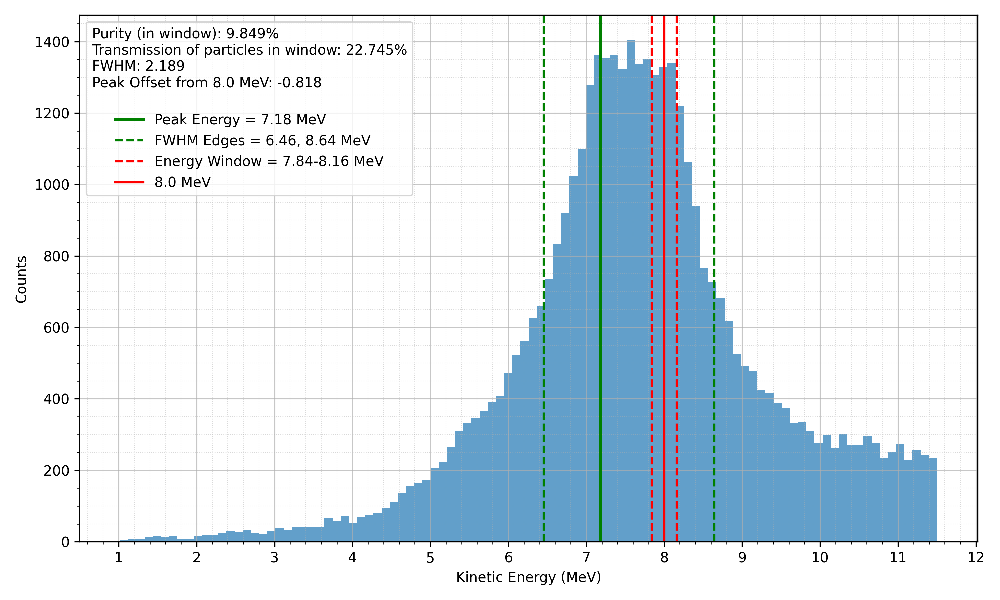 Purity (in window): 9.849%
Transmission of particles in window: 22.745%
FWHM: 2.189
Peak Offset from 8.0 MeV: -0.818
Peak Energy = 7.18 MeV
FWHM Edges = 6.46, 8.64 MeV
Energy Window = 7.84-8.16 MeV
8.0 MeV
Counts
1400
1200
1000
800
600
400
200
0
1 2 3 4 5 6 7 8 9 10 11 12
Kinetic Energy (MeV)